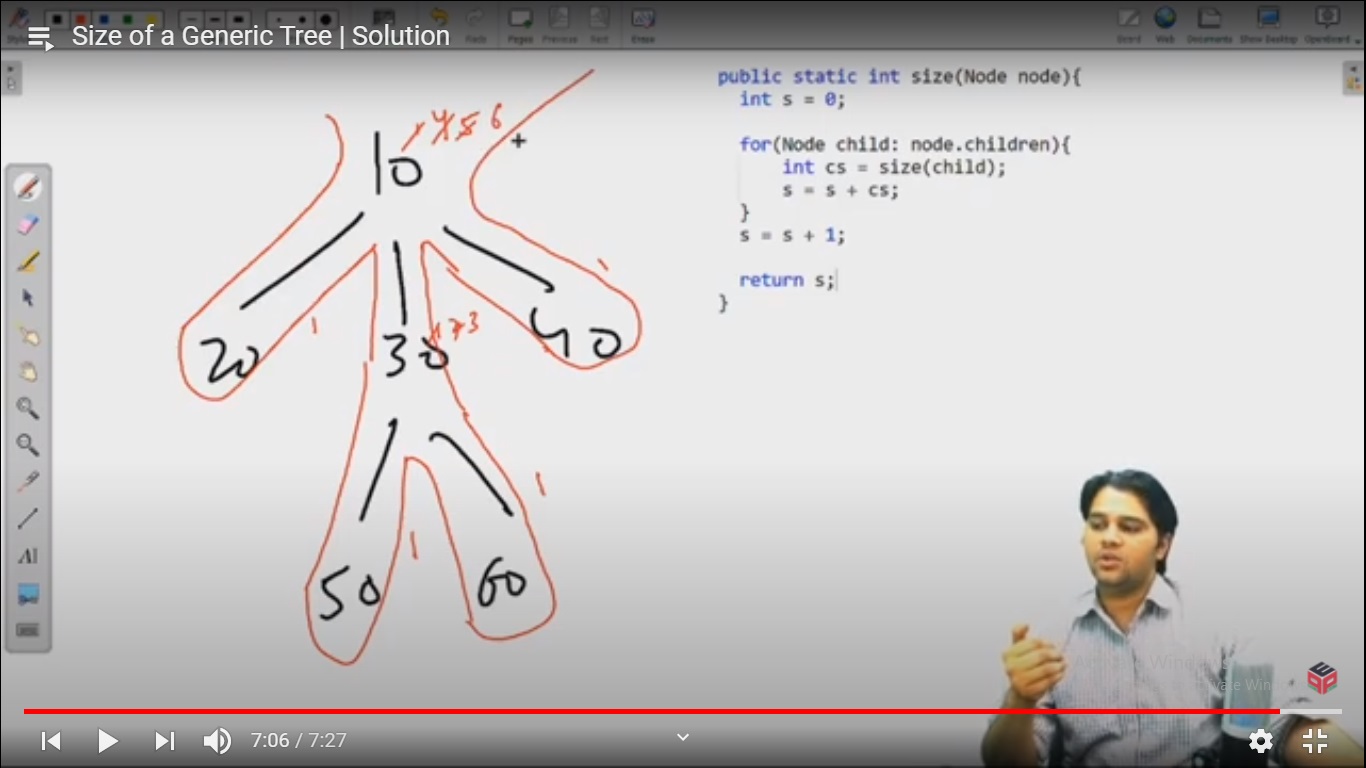 Size of a Generic Tree | Solution
Pages
Previous
Erase
Board
Web
Documents
Show Desktop
OpenBoard
public static int size(Node node){
int s = 0;
for(Node child: node.children){
int cs = size(child);
s = s + cs;
}
s = s + 1;
return s;
}
1 4 5 6
10
1
1
20
30
1 2 3
40
1
1
50
60
7:06 / 7:27